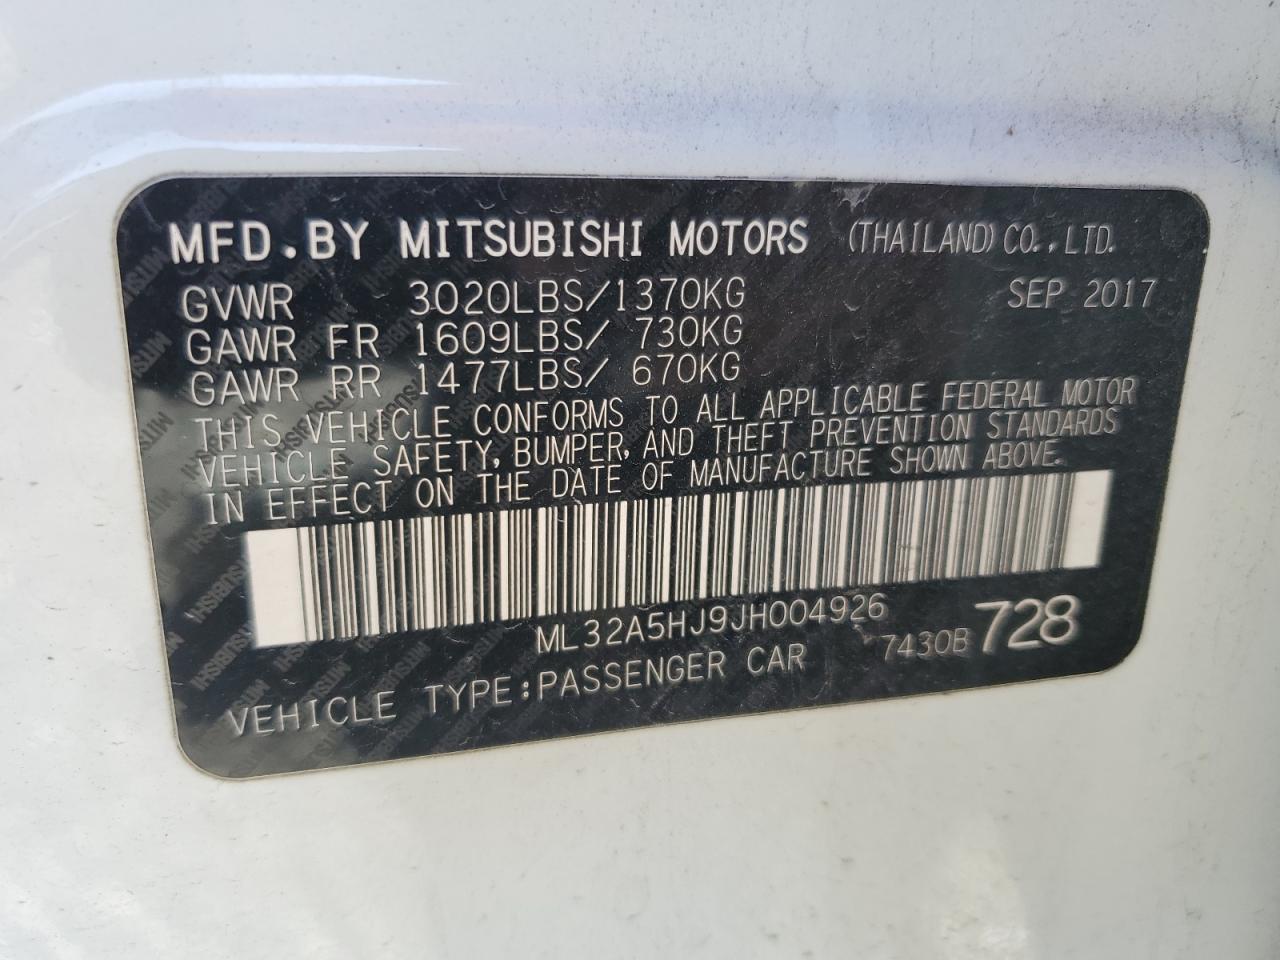 MFD.BY MITSUBISHI MOTORS (THAILAND) CO.,LTD.
GVWR 3020LBS/1370KG SEP 2017
GAWR FR 1609LBS/ 730KG
GAWR RR 1477LBS/ 670KG
THIS VEHICLE CONFORMS TO ALL APPLICABLE FEDERAL MOTOR
VEHICLE SAFETY, BUMPER, AND THEFT PREVENTION STANDARDS
IN EFFECT ON THE DATE OF MANUFACTURE SHOWN ABOVE.
ML32A5HJ9JH004926
VEHICLE TYPE:PASSENGER CAR 7430B 728